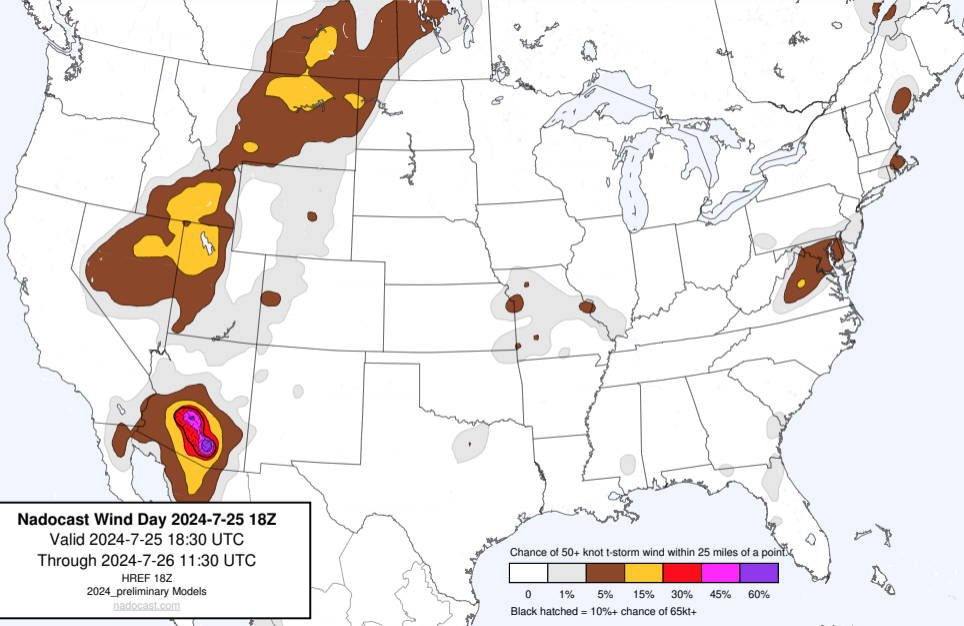 Nadocast Wind Day 2024-7-25 18Z
Valid 2024-7-25 18:30 UTC
Through 2024-7-26 11:30 UTC
HREF 18Z
2024_preliminary Models
nadocast.com
Chance of 50+ knot t-storm wind within 25 miles of a point.
0 1% 5% 15% 30% 45% 60%
Black hatched = 10%+ chance of 65kt+